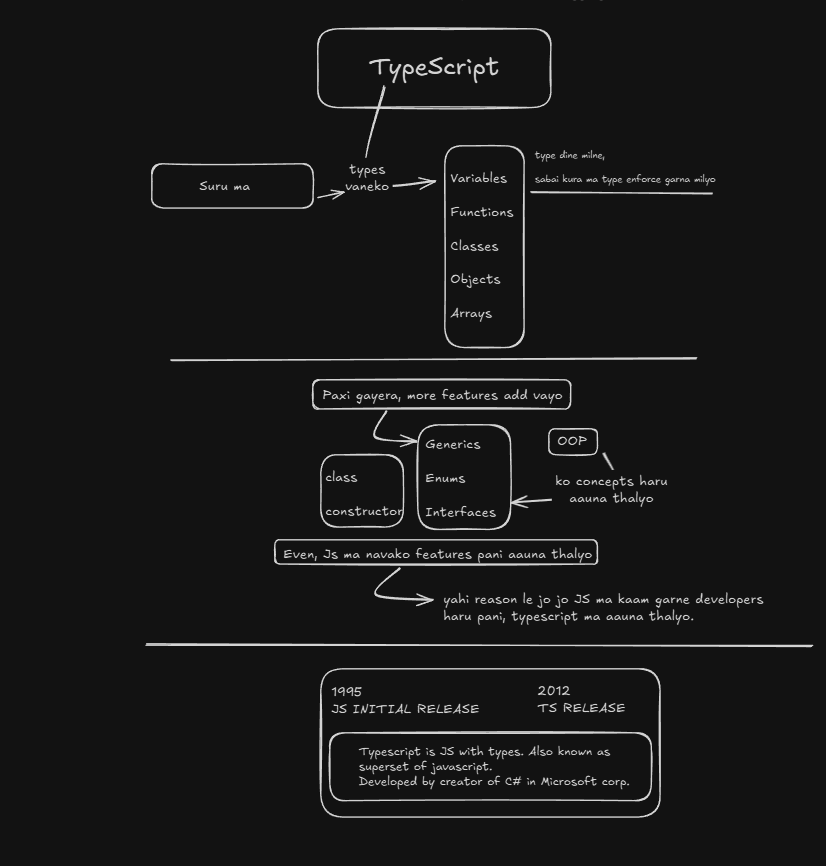 TypeScript
Suru ma
types
vaneko
Variables
Functions
Classes
Objects
Arrays
type dine milne,
sabai kura ma type enforce garna milyo
Paxi gayera, more features add vayo
class
constructor
Generics
Enums
Interfaces
OOP
ko concepts haru
aauna thalyo
Even, Js ma navako features pani aauna thalyo
yahi reason le jo jo JS ma kaam garne developers
haru pani, typescript ma aauna thalyo.
1995
JS INITIAL RELEASE
2012
TS RELEASE
Typescript is JS with types. Also known as
superset of javascript.
Developed by creator of C# in Microsoft corp.